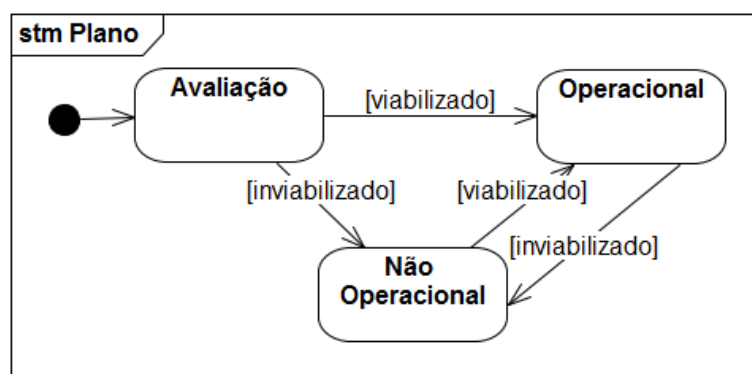 stm Plano
Avaliação
[viabilizado]
Operacional
[inviabilizado]
[viabilizado]
[inviabilizado]
Não
Operacional